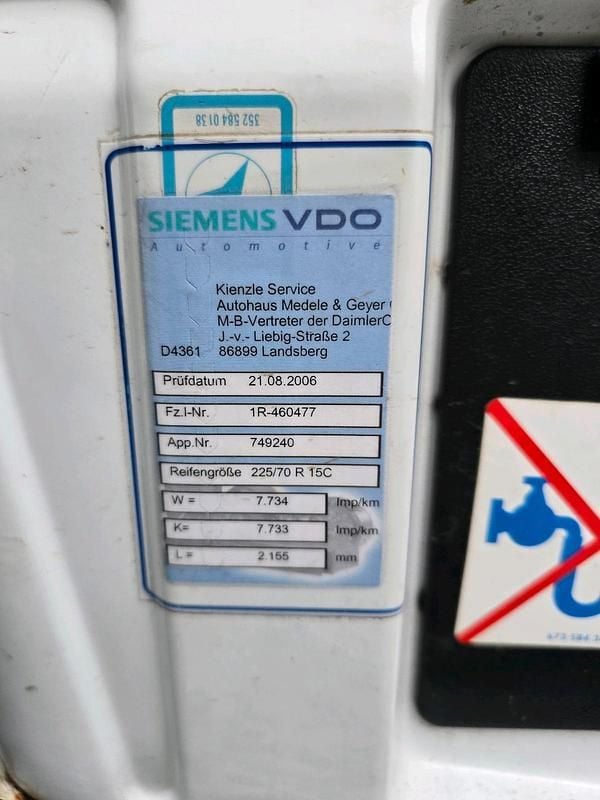 352 584 01 38
SIEMENS VDO
Automotive
Kienzle Service
Autohaus Medele & Geyer
M-B-Vertreter der DaimlerC
J.-v.- Liebig-Straße 2
D4361 86899 Landsberg
Prüfdatum 21.08.2006
Fz.I-Nr. 1R-460477
App.Nr. 749240
Reifengröße 225/70 R 15C
W = 7.734 Imp/km
K= 7.733 Imp/km
L = 2.155 mm